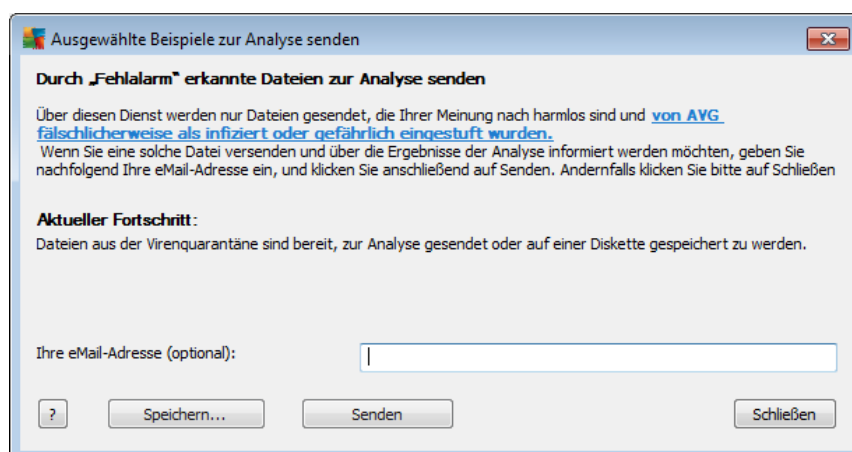 Ausgewählte Beispiele zur Analyse senden
Durch „Fehlalarm" erkannte Dateien zur Analyse senden
Über diesen Dienst werden nur Dateien gesendet, die Ihrer Meinung nach harmlos sind und von AVG
fälschlicherweise als infiziert oder gefährlich eingestuft wurden.
Wenn Sie eine solche Datei versenden und über die Ergebnisse der Analyse informiert werden möchten, geben Sie
nachfolgend Ihre eMail-Adresse ein, und klicken Sie anschließend auf Senden. Andernfalls klicken Sie bitte auf Schließen
Aktueller Fortschritt:
Dateien aus der Virenquarantäne sind bereit, zur Analyse gesendet oder auf einer Diskette gespeichert zu werden.
Ihre eMail-Adresse (optional):
? Speichern... Senden Schließen